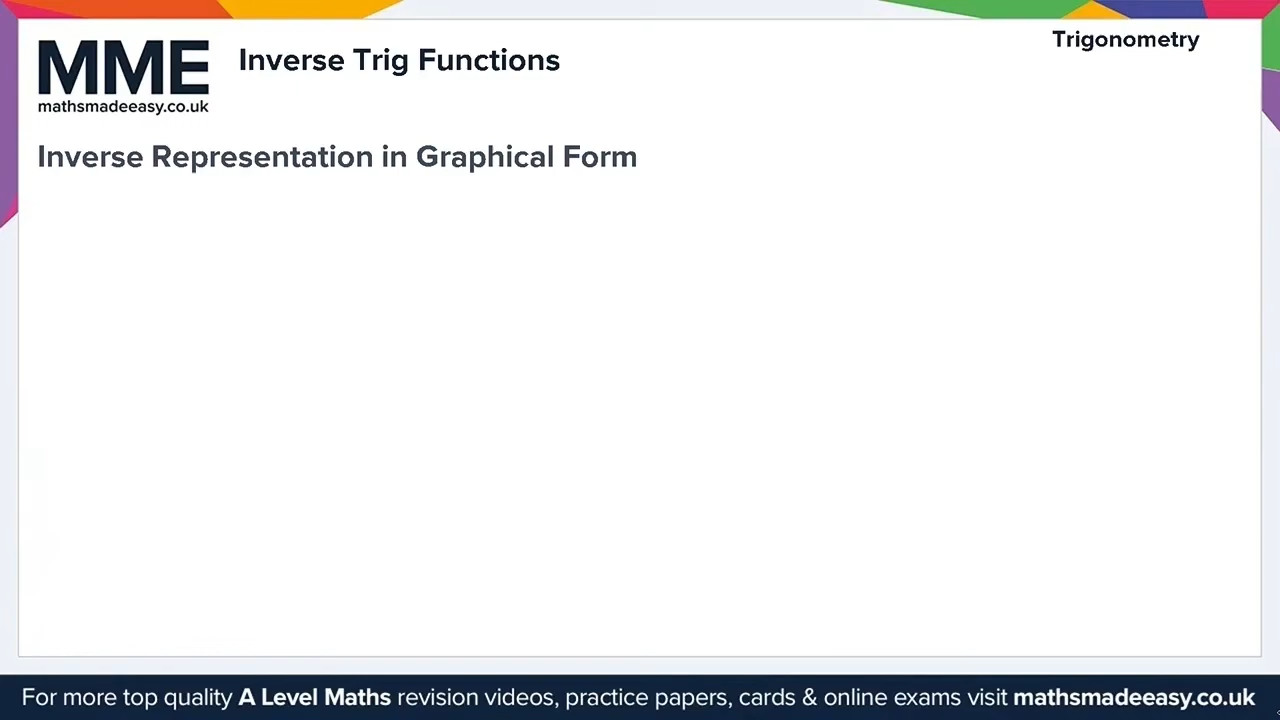 MME
mathsmadeeasy.co.uk
Inverse Trig Functions
Trigonometry
Inverse Representation in Graphical Form
For more top quality A Level Maths revision videos, practice papers, cards & online exams visit mathsmadeeasy.co.uk